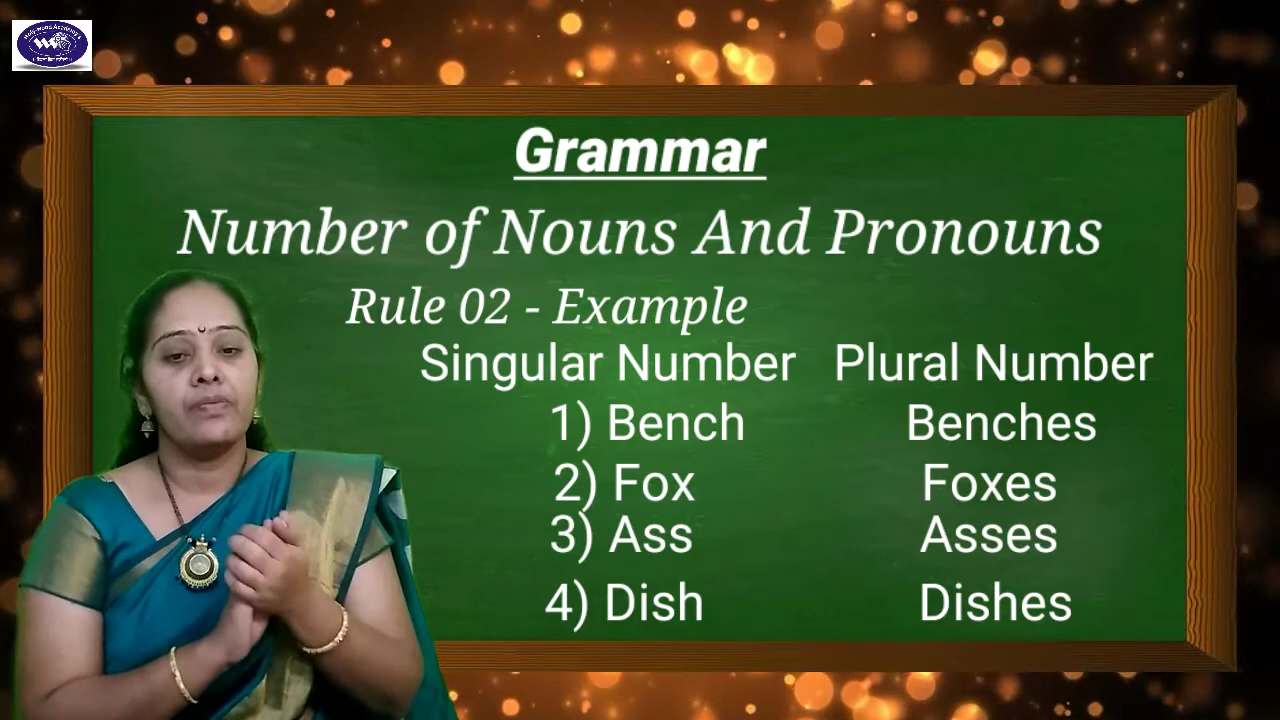 Grammar
Number of Nouns And Pronouns
Rule 02 - Example
Singular Number Plural Number
1) Bench Benches
2) Fox Foxes
3) Ass Asses
4) Dish Dishes